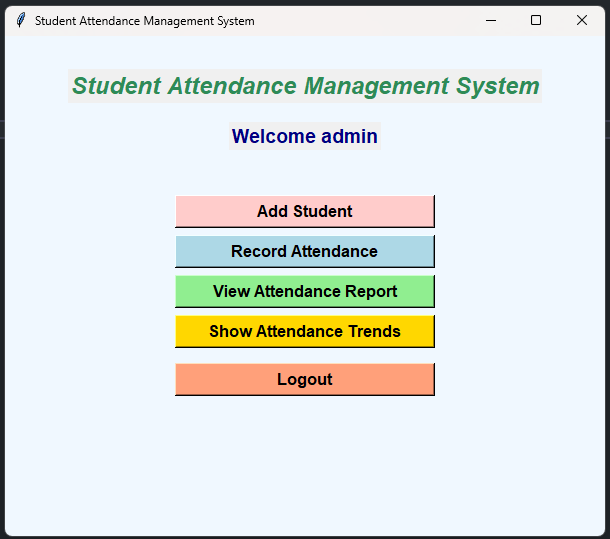 Student Attendance Management System
Student Attendance Management System
Welcome admin
Add Student
Record Attendance
View Attendance Report
Show Attendance Trends
Logout